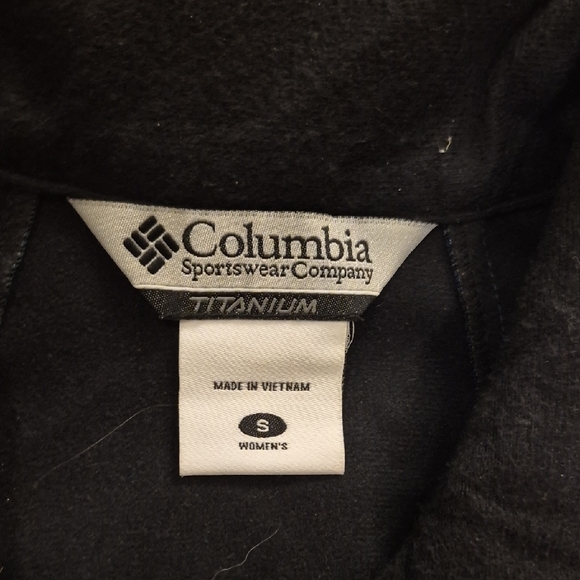 Columbia
Sportswear Company
TITANIUM
MADE IN VIETNAM
S
WOMEN'S